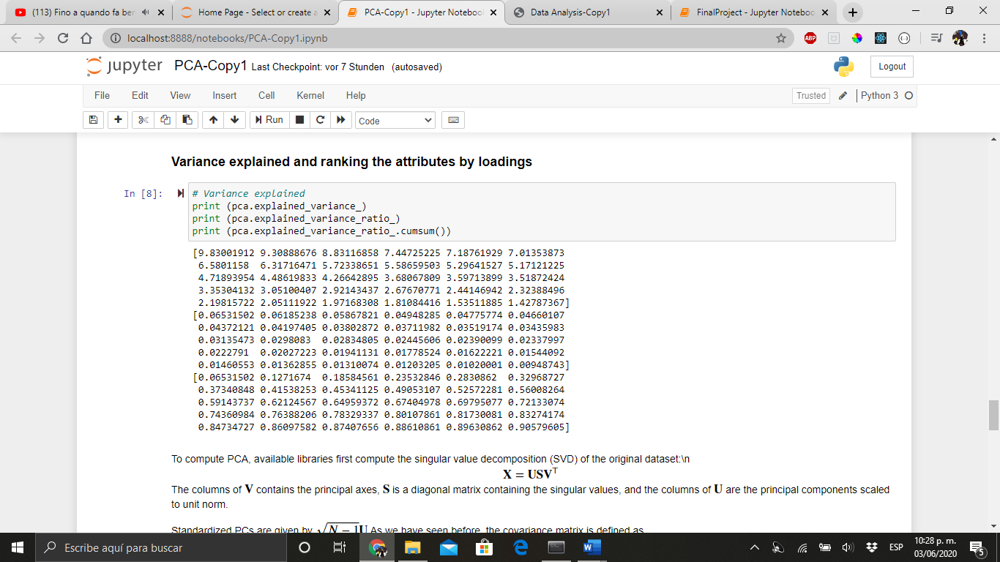 (113) Fino a quando fa ber
Home Page - Select or create a
PCA-Copy1 - Jupyter Notebook
Data Analysis-Copy1
FinalProject - Jupyter Noteboo
localhost:8888/notebooks/PCA-Copy1.ipynb
ABP
jupyter PCA-Copy1 Last Checkpoint: vor 7 Stunden (autosaved)
Logout
File Edit View Insert Cell Kernel Help
Trusted Python 3
Run Code
Variance explained and ranking the attributes by loadings
In [8]:
# Variance explained
print (pca.explained_variance_)
print (pca.explained_variance_ratio_)
print (pca.explained_variance_ratio_.cumsum())
[9.83001912 9.30888676 8.83116858 7.44725225 7.18761929 7.01353873
6.5801158 6.31716471 5.72338651 5.58659503 5.29641527 5.17121225
4.71893954 4.48619833 4.26642895 3.68067809 3.59713899 3.51872424
3.35304132 3.05100407 2.92143437 2.67670771 2.44146942 2.32388496
2.19815722 2.05111922 1.97168308 1.81084416 1.53511885 1.42787367]
[0.06531502 0.06185238 0.05867821 0.04948285 0.04775774 0.04660107
0.04372121 0.04197405 0.03802872 0.03711982 0.03519174 0.03435983
0.03135473 0.0298083 0.02834805 0.02445606 0.02390099 0.02337997
0.0222791 0.02027223 0.01941131 0.01778524 0.01622221 0.01544092
0.01460553 0.01362855 0.01310074 0.01203205 0.01020001 0.00948743]
[0.06531502 0.1271674 0.18584561 0.23532846 0.2830862 0.32968727
0.37340848 0.41538253 0.45341125 0.49053107 0.52572281 0.56008264
0.59143737 0.62124567 0.64959372 0.67404978 0.69795077 0.72133074
0.74360984 0.76388206 0.78329337 0.80107861 0.81730081 0.83274174
0.84734727 0.86097582 0.87407656 0.88610861 0.89630862 0.90579605]
To compute PCA, available libraries first compute the singular value decomposition (SVD) of the original dataset:\n
X = USVᵀ
The columns of V contains the principal axes, S is a diagonal matrix containing the singular values, and the columns of U are the principal components scaled
to unit norm.
Standardized PCs are given by √N − 1U As we have seen before, the covariance matrix is defined as
Escribe aquí para buscar
ESP
10:28 p. m.
03/06/2020
5